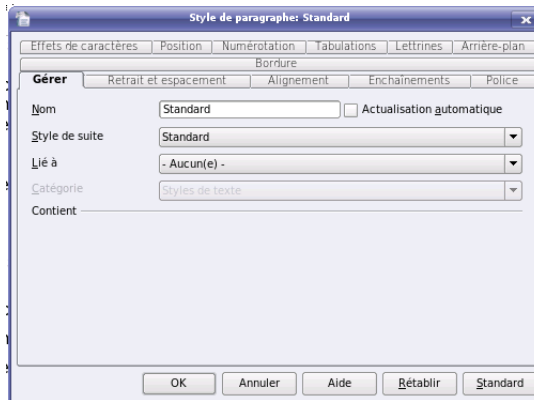 Style de paragraphe: Standard
Effets de caractères Position Numérotation Tabulations Lettrines Arrière-plan
Bordure
Gérer Retrait et espacement Alignement Enchaînements Police
Nom Standard Actualisation automatique
Style de suite Standard
Lié à - Aucun(e) -
Catégorie Styles de texte
Contient
OK Annuler Aide Rétablir Standard